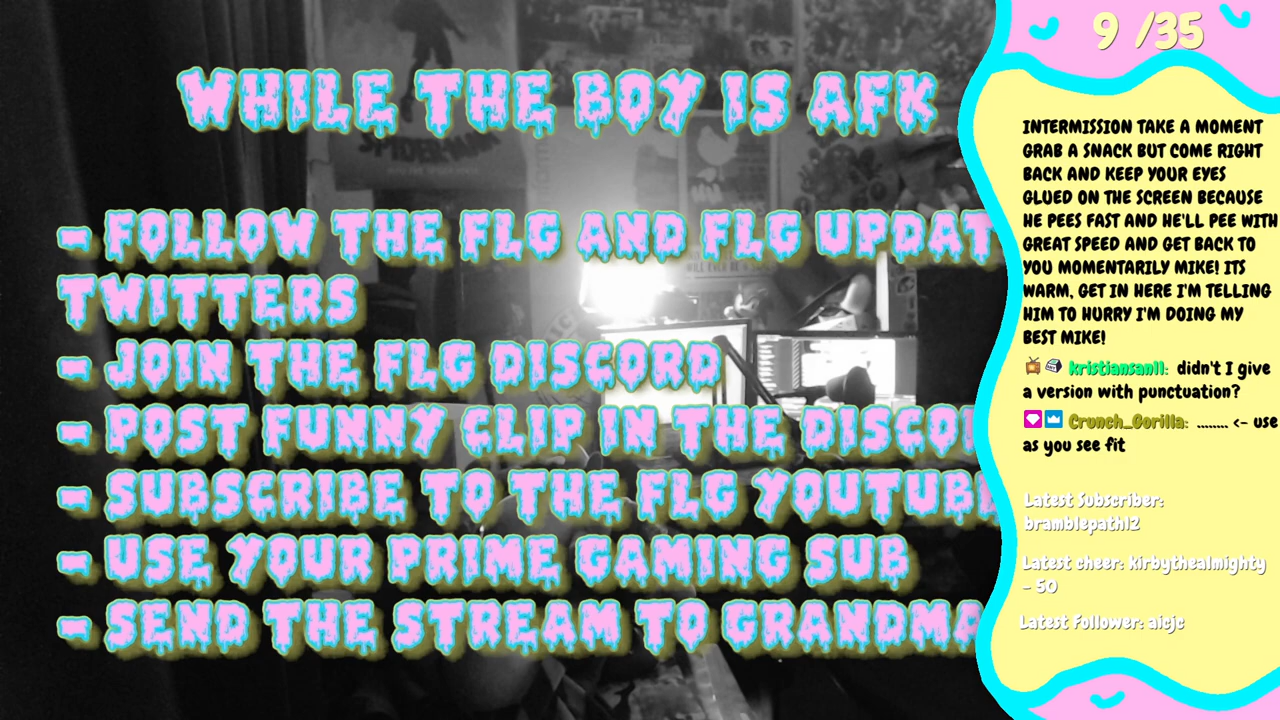 WHILE THE BOY IS AFK
- FOLLOW THE FLG AND FLG UPDAT
TWITTERS
- JOIN THE FLG DISCORD
- POST FUNNY CLIP IN THE DISCO
- SUBSCRIBE TO THE FLG YOUTUB
- USE YOUR PRIME GAMING SUB
- SEND THE STREAM TO GRANDMA
SPIDER-MAN
9 /35
INTERMISSION TAKE A MOMENT
GRAB A SNACK BUT COME RIGHT
BACK AND KEEP YOUR EYES
GLUED ON THE SCREEN BECAUSE
HE PEES FAST AND HE'LL PEE WITH
GREAT SPEED AND GET BACK TO
YOU MOMENTARILY MIKE! ITS
WARM, GET IN HERE I'M TELLING
HIM TO HURRY I'M DOING MY
BEST MIKE!
kristiansan11: didn't I give
a version with punctuation?
Crunch_Gorilla: ........ <- use
as you see fit
Latest Subscriber:
bramblepath12
Latest cheer: kirbythealmighty
- 50
Latest Follower: alcjc